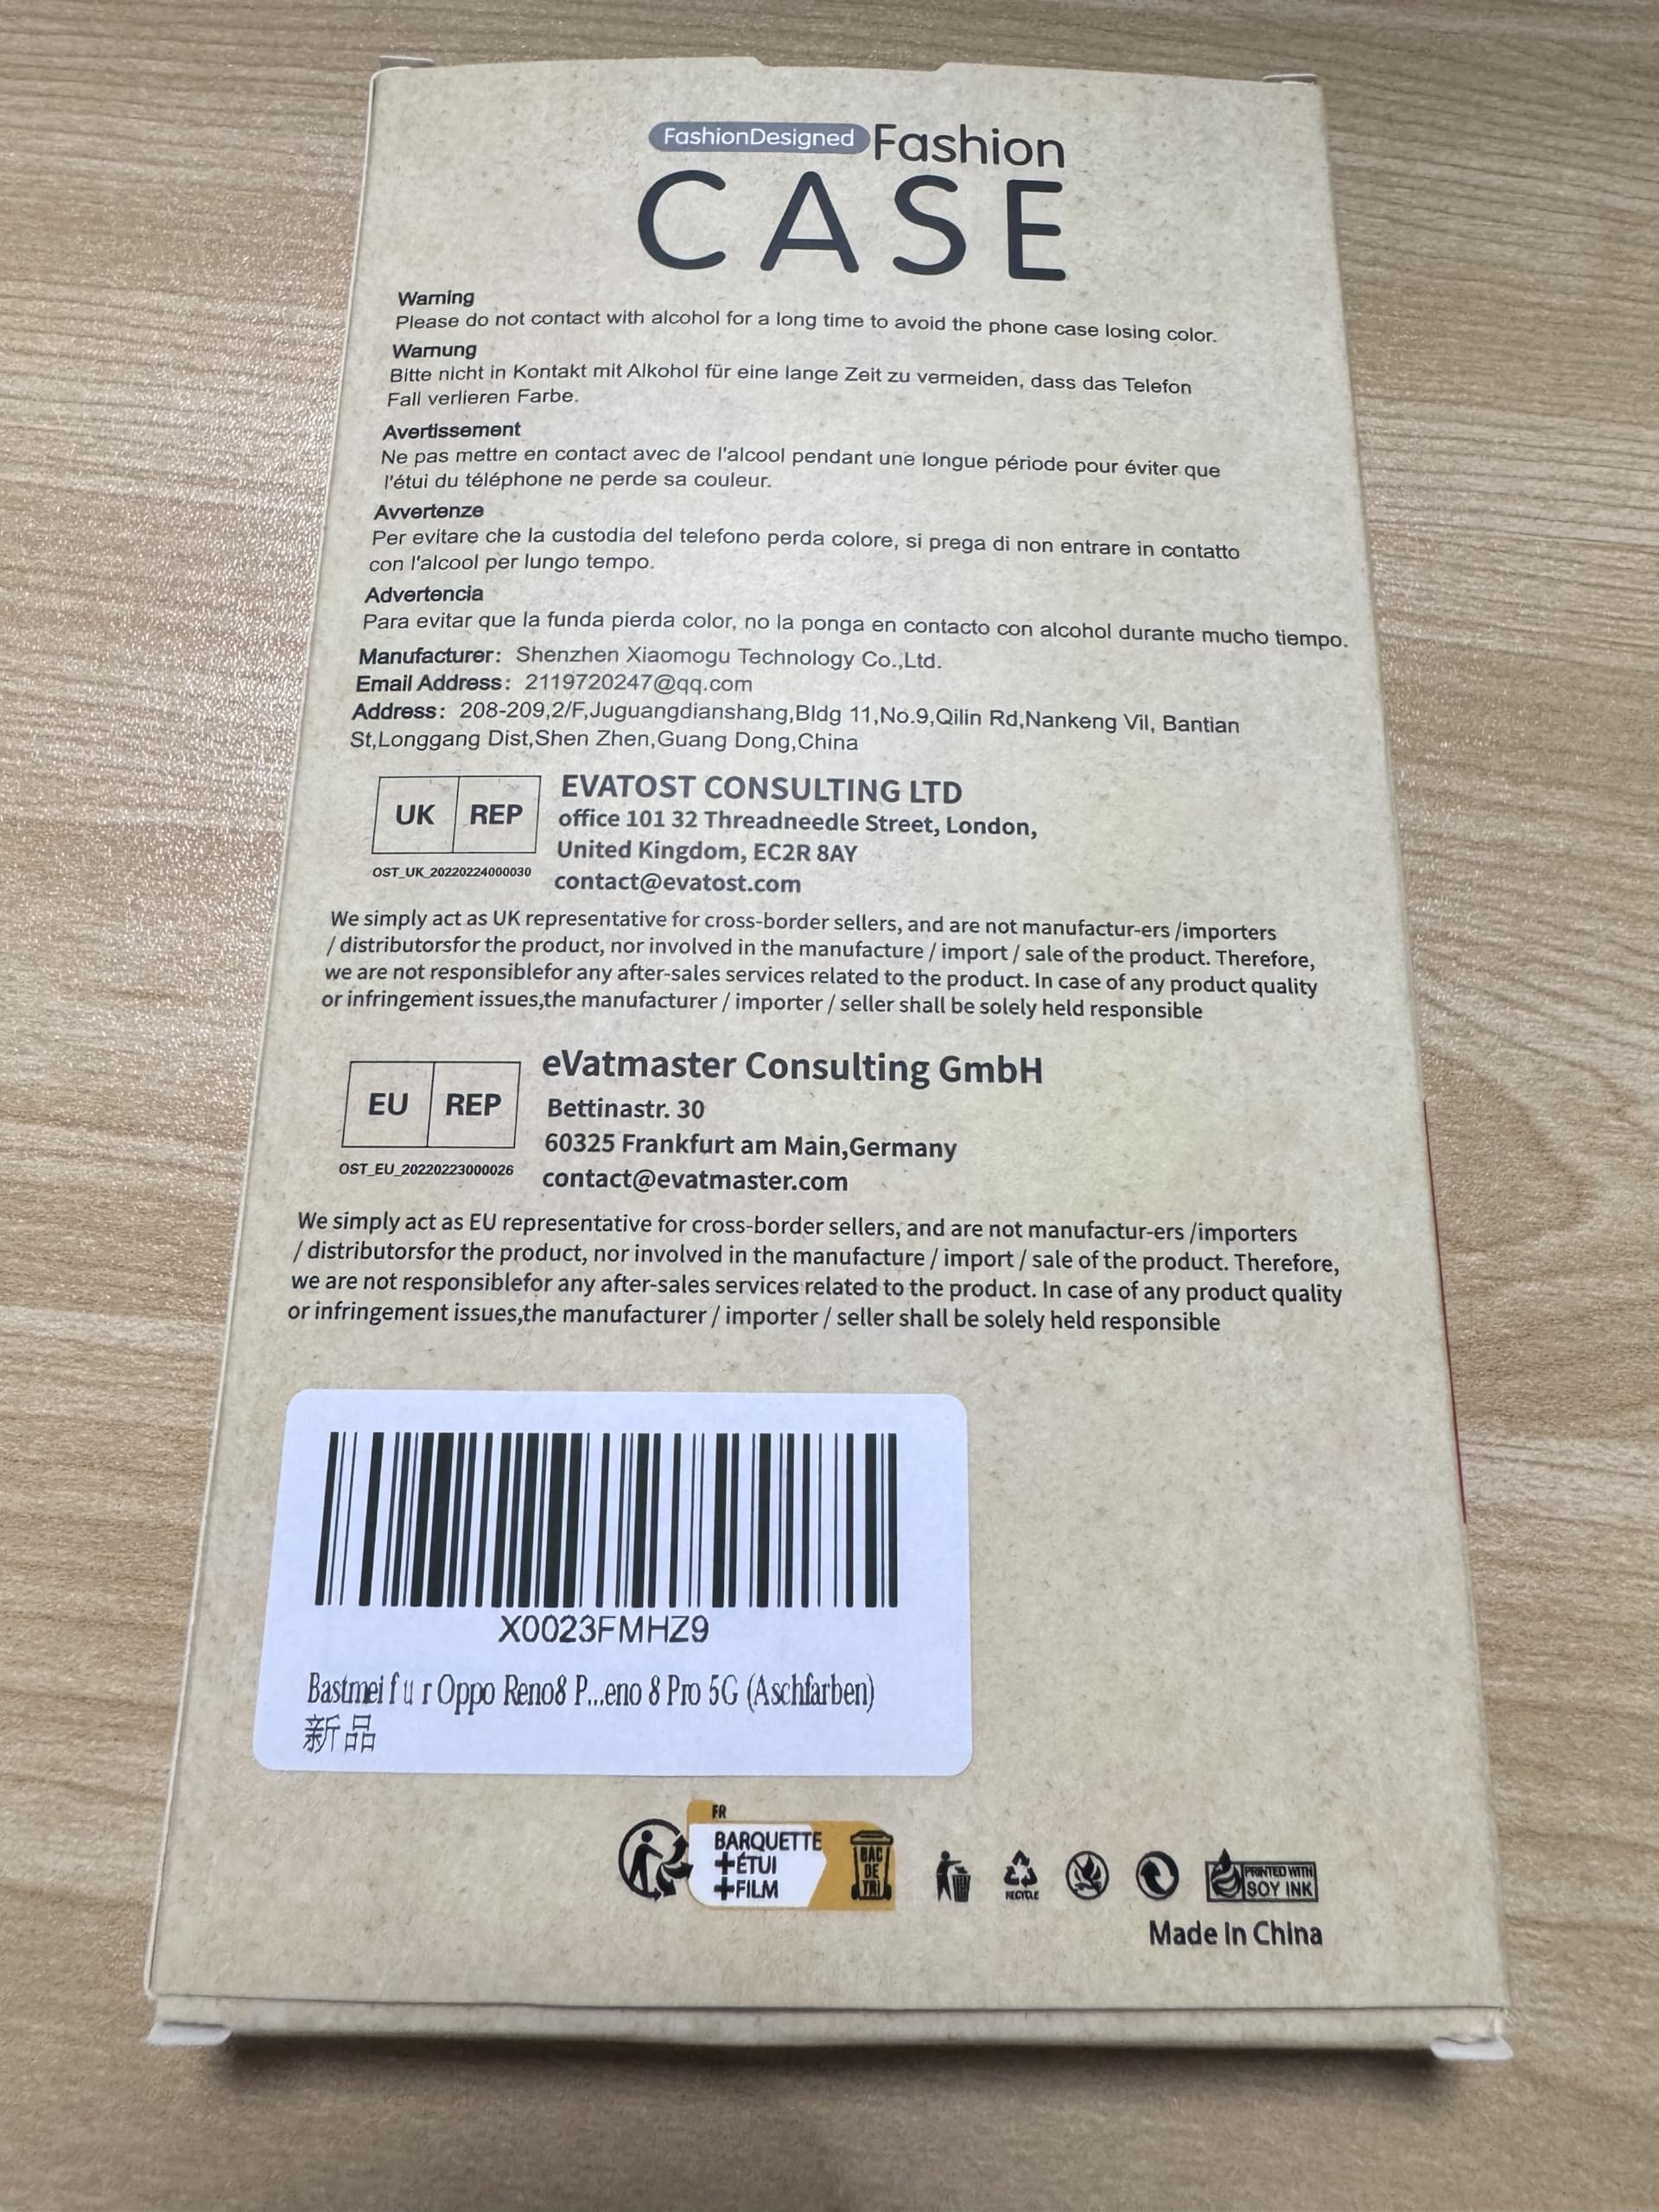 FashionDesigned Fashion
CASE
Warning
Please do not contact with alcohol for a long time to avoid the phone case losing color.
Warnung
Bitte nicht in Kontakt mit Alkohol für eine lange Zeit zu vermeiden, dass das Telefon
Fall verlieren Farbe.
Avertissement
Ne pas mettre en contact avec de l'alcool pendant une longue période pour éviter que
l'étui du téléphone ne perde sa couleur.
Avvertenze
Per evitare che la custodia del telefono perda colore, si prega di non entrare in contatto
con l'alcool per lungo tempo.
Advertencia
Para evitar que la funda pierda color, no la ponga en contacto con alcohol durante mucho tiempo.
Manufacturer: Shenzhen Xiaomogu Technology Co.,Ltd.
Email Address: 2119720247@qq.com
Address: 208-209,2/F,Juguangdianshang,Bldg 11,No.9,Qilin Rd,Nankeng Vil, Bantian
St,Longgang Dist,Shen Zhen,Guang Dong,China
UK REP
OST_UK_20220224000030
EVATOST CONSULTING LTD
office 101 32 Threadneedle Street, London,
United Kingdom, EC2R 8AY
contact@evatost.com
We simply act as UK representative for cross-border sellers, and are not manufactur-ers /importers
/ distributorsfor the product, nor involved in the manufacture / import / sale of the product. Therefore,
we are not responsiblefor any after-sales services related to the product. In case of any product quality
or infringement issues,the manufacturer / importer / seller shall be solely held responsible
EU REP
OST_EU_20220223000026
eVatmaster Consulting GmbH
Bettinastr. 30
60325 Frankfurt am Main,Germany
contact@evatmaster.com
We simply act as EU representative for cross-border sellers, and are not manufactur-ers /importers
/ distributorsfor the product, nor involved in the manufacture / import / sale of the product. Therefore,
we are not responsiblefor any after-sales services related to the product. In case of any product quality
or infringement issues,the manufacturer / importer / seller shall be solely held responsible
X0023FMHZ9
Bastmei f u r Oppo Reno8 P...eno 8 Pro 5G (Aschfarben)
新品
FR
BARQUETTE
+ÉTUI
+FILM
BAC
DE
TRI
RECYCLE
PRINTED WITH
SOY INK
Made in China